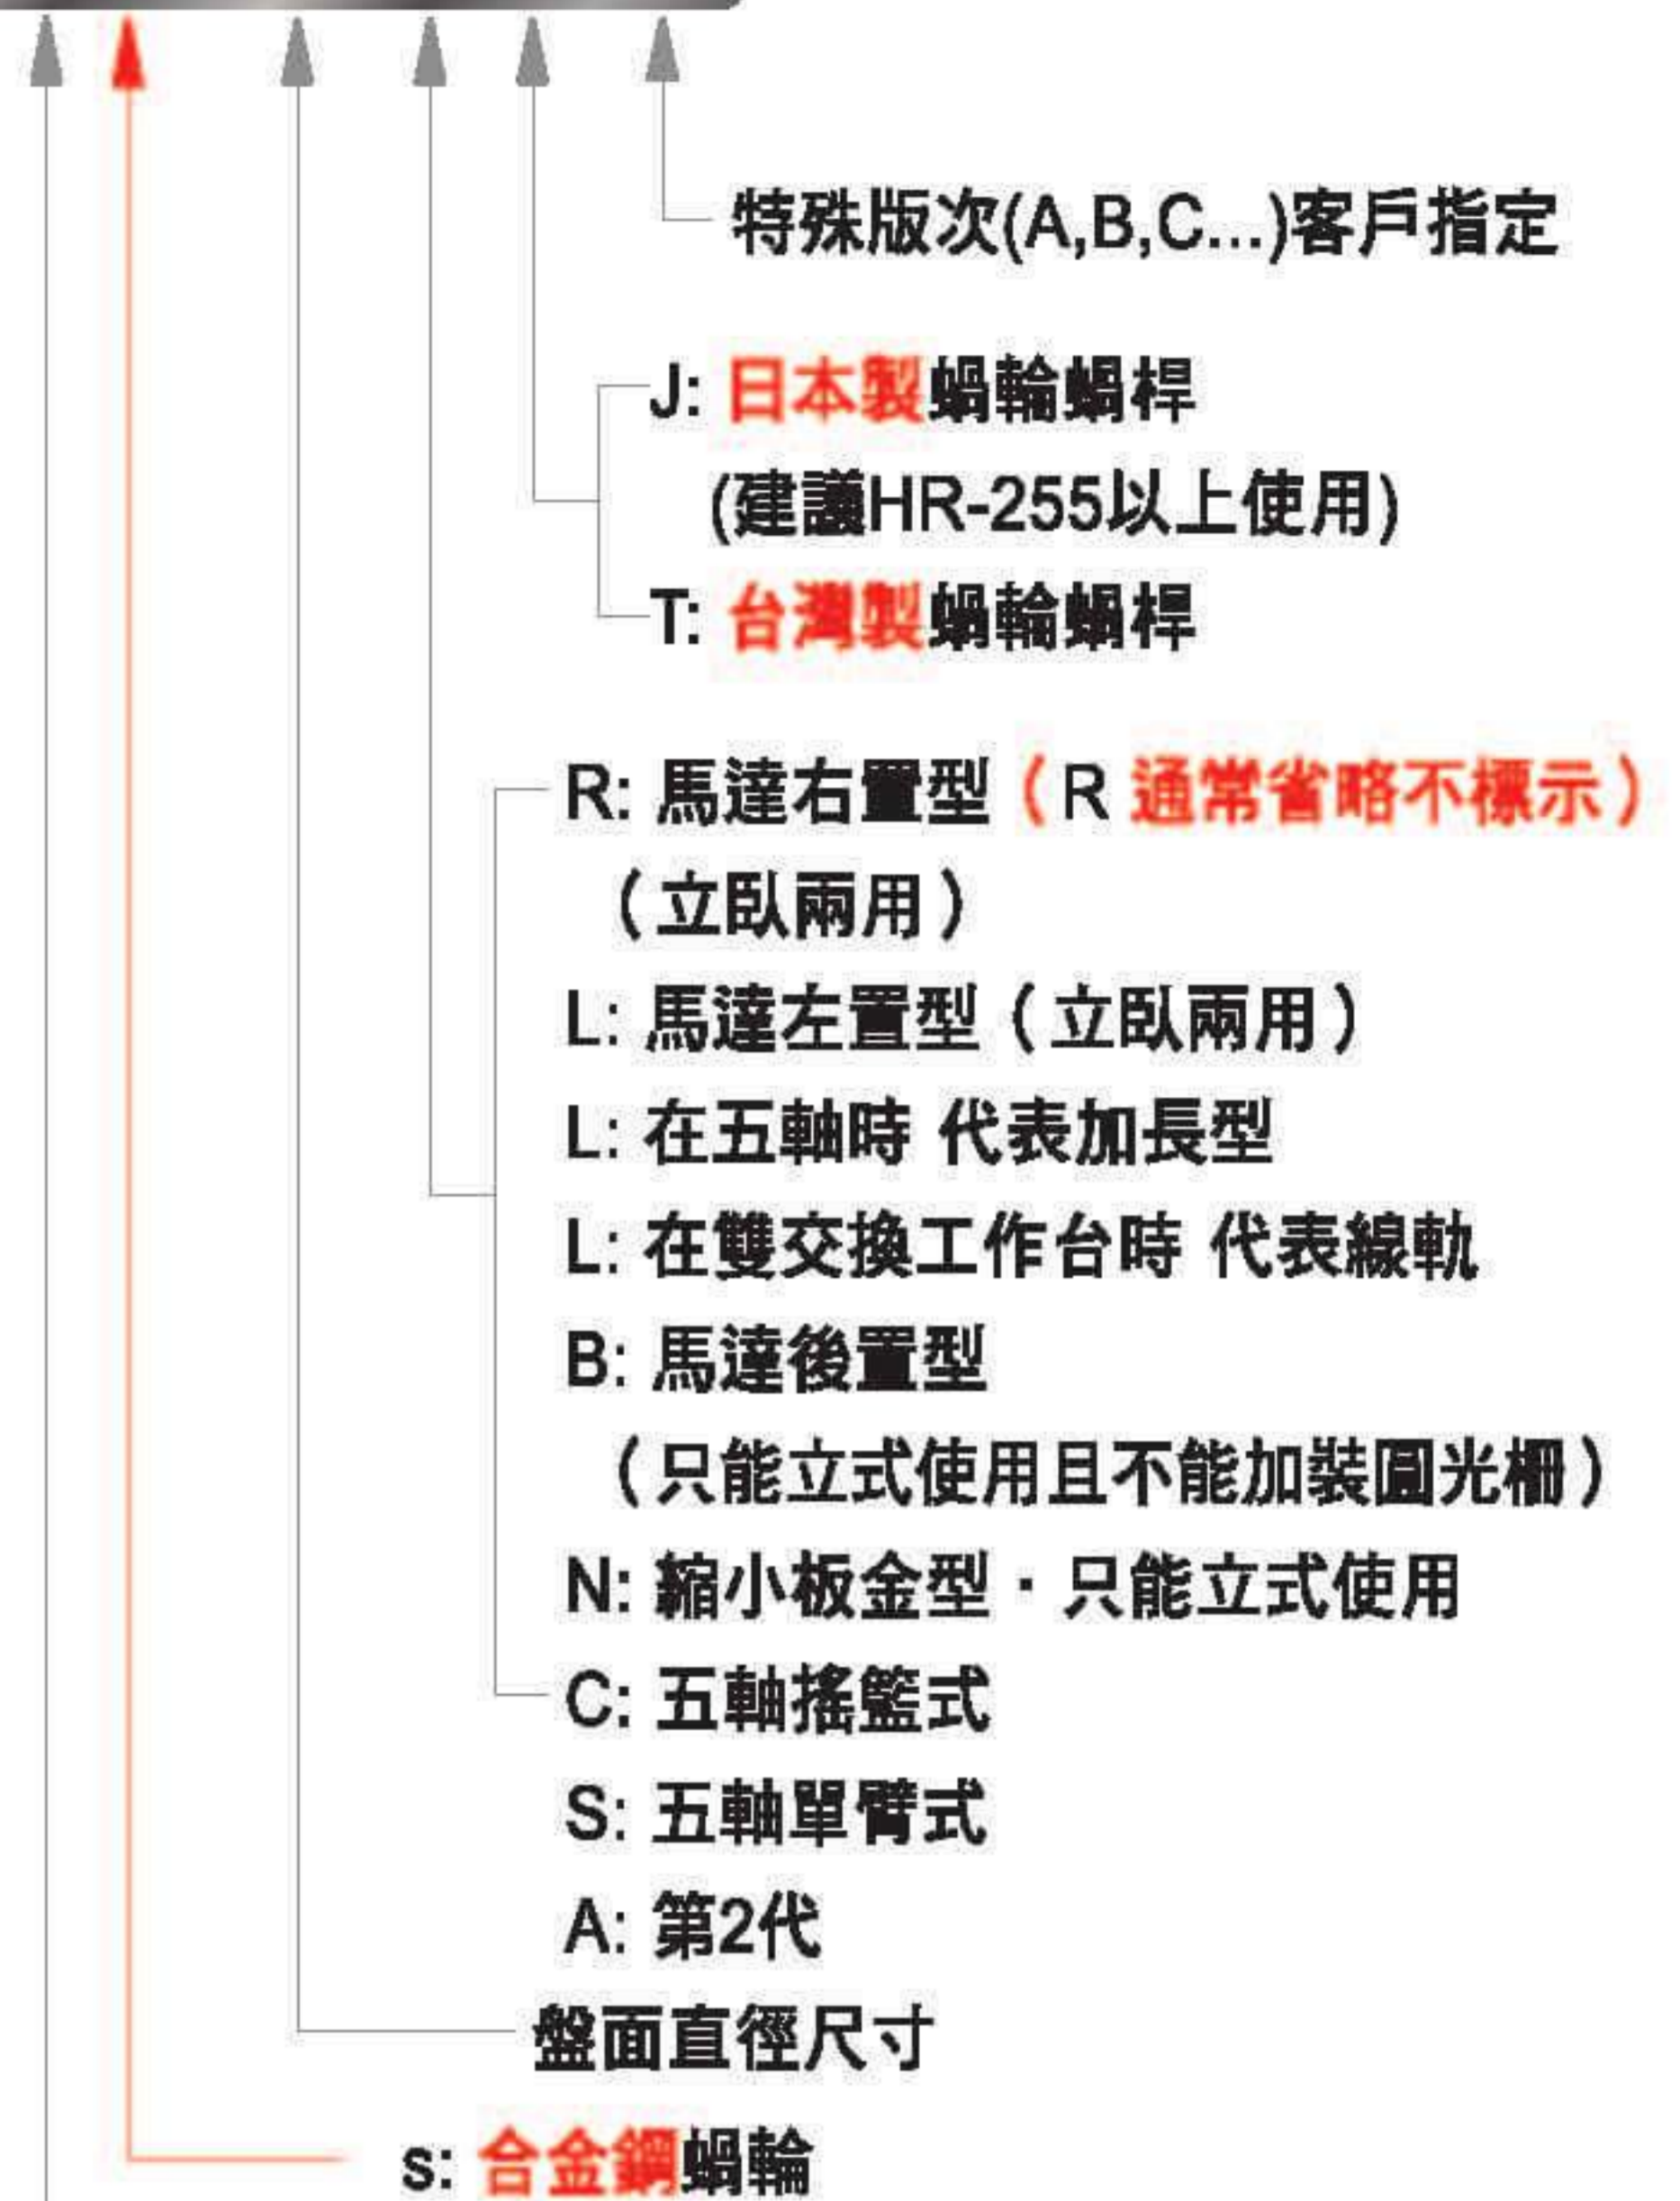 特殊版次(A,B,C...)客戶指定
J: 日本製蝸輪蝸桿
(建議HR-255以上使用)
T: 台灣製蝸輪蝸桿
R: 馬達右置型（R 通常省略不標示）
（立臥兩用）
L: 馬達左置型（立臥兩用）
L: 在五軸時 代表加長型
L: 在雙交換工作台時 代表線軌
B: 馬達後置型
（只能立式使用且不能加裝圓光柵）
N: 縮小板金型．只能立式使用
C: 五軸搖籃式
S: 五軸單臂式
A: 第2代
盤面直徑尺寸
s: 合金鋼蝸輪